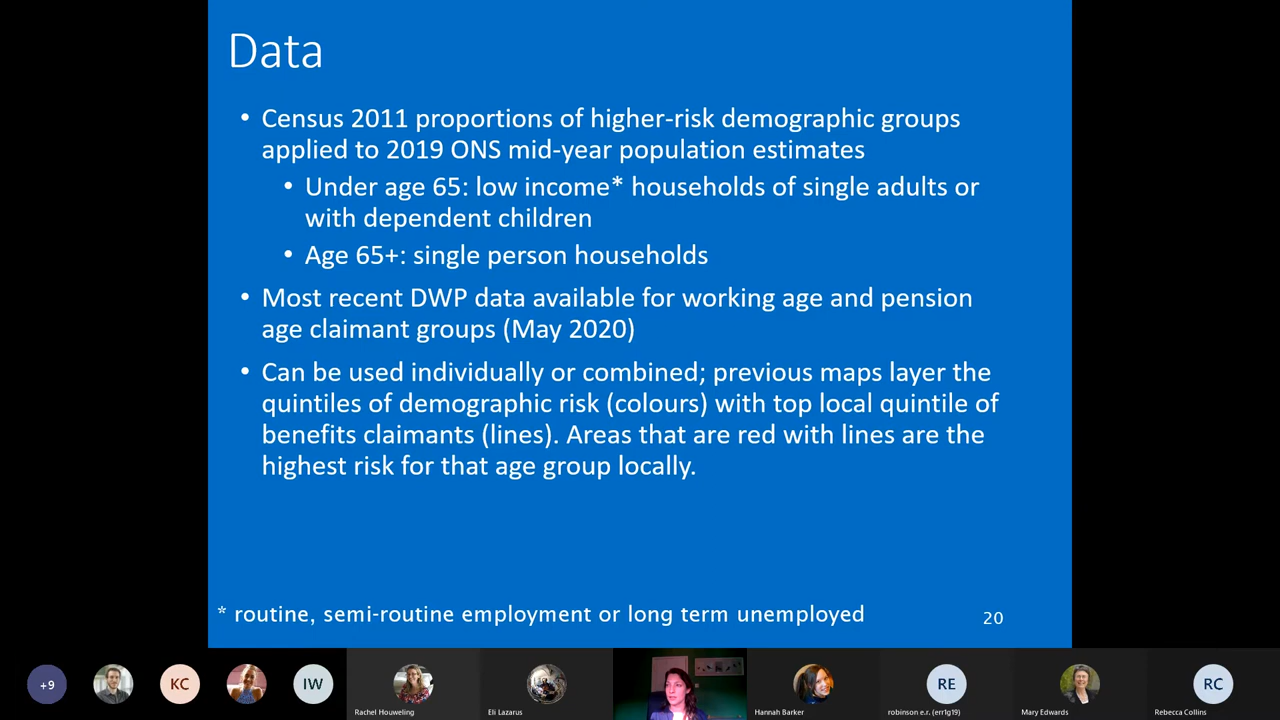 Data
• Census 2011 proportions of higher-risk demographic groups
applied to 2019 ONS mid-year population estimates
• Under age 65: low income* households of single adults or
with dependent children
• Age 65+: single person households
• Most recent DWP data available for working age and pension
age claimant groups (May 2020)
• Can be used individually or combined; previous maps layer the
quintiles of demographic risk (colours) with top local quintile of
benefits claimants (lines). Areas that are red with lines are the
highest risk for that age group locally.
* routine, semi-routine employment or long term unemployed
20
+9
KC
IW
Rachel Houweling
Eli Lazarus
Hannah Barker
RE
robinson e.r. (err1g19)
Mary Edwards
RC
Rebecca Collins